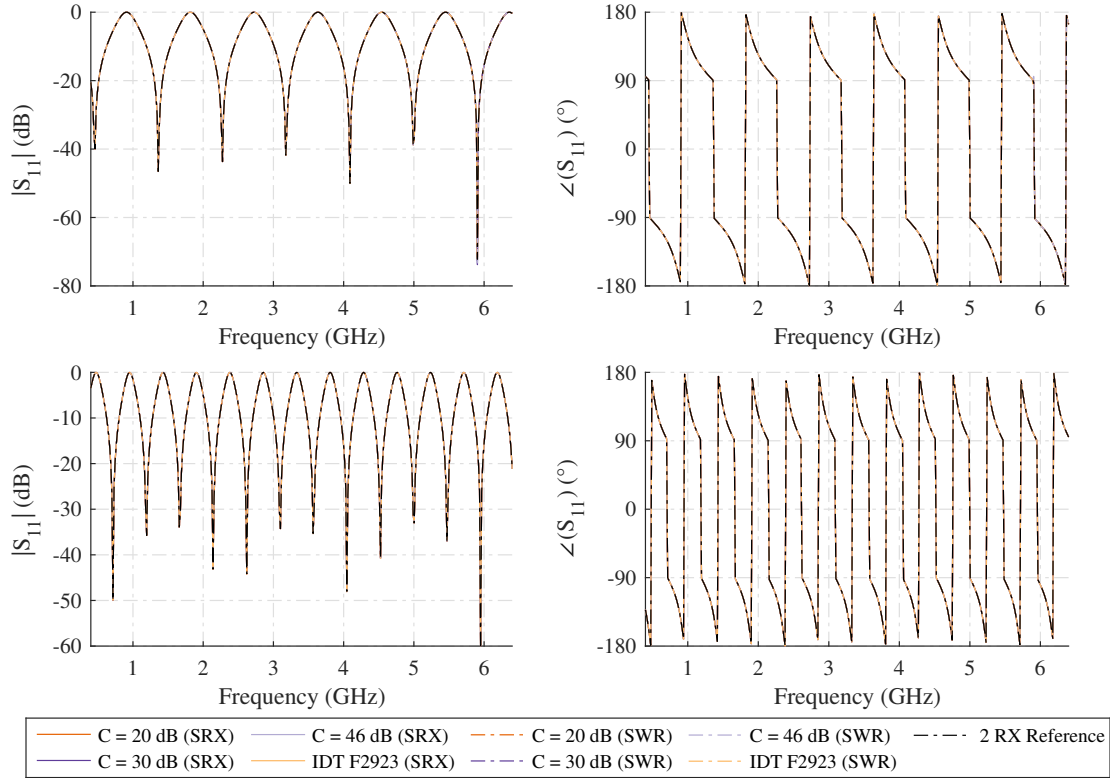 0
-20
-40
-60
-80
|S11| (dB)
1 2 3 4 5 6
Frequency (GHz)
180
90
0
-90
-180
∠(S11) (°)
1 2 3 4 5 6
Frequency (GHz)
0
-10
-20
-30
-40
-50
-60
|S11| (dB)
1 2 3 4 5 6
Frequency (GHz)
180
90
0
-90
-180
∠(S11) (°)
1 2 3 4 5 6
Frequency (GHz)
C = 20 dB (SRX) C = 46 dB (SRX) C = 20 dB (SWR) C = 46 dB (SWR) 2 RX Reference
C = 30 dB (SRX) IDT F2923 (SRX) C = 30 dB (SWR) IDT F2923 (SWR)